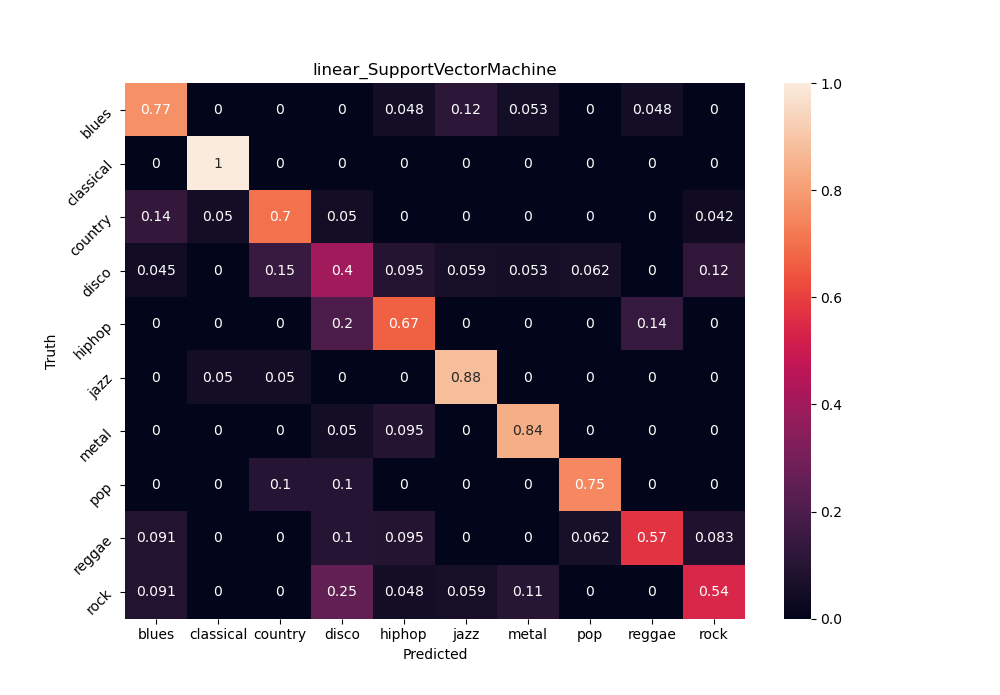 linear_SupportVectorMachine
blues 0.77 0 0 0 0.048 0.12 0.053 0 0.048 0
classical 0 1 0 0 0 0 0 0 0 0
country 0.14 0.05 0.7 0.05 0 0 0 0 0 0.042
disco 0.045 0 0.15 0.4 0.095 0.059 0.053 0.062 0 0.12
hiphop 0 0 0 0.2 0.67 0 0 0 0.14 0
jazz 0 0.05 0.05 0 0 0.88 0 0 0 0
metal 0 0 0 0.05 0.095 0 0.84 0 0 0
pop 0 0 0.1 0.1 0 0 0 0.75 0 0
reggae 0.091 0 0 0.1 0.095 0 0 0.062 0.57 0.083
rock 0.091 0 0 0.25 0.048 0.059 0.11 0 0 0.54
blues classical country disco hiphop jazz metal pop reggae rock
Predicted
Truth
1.0
0.8
0.6
0.4
0.2
0.0